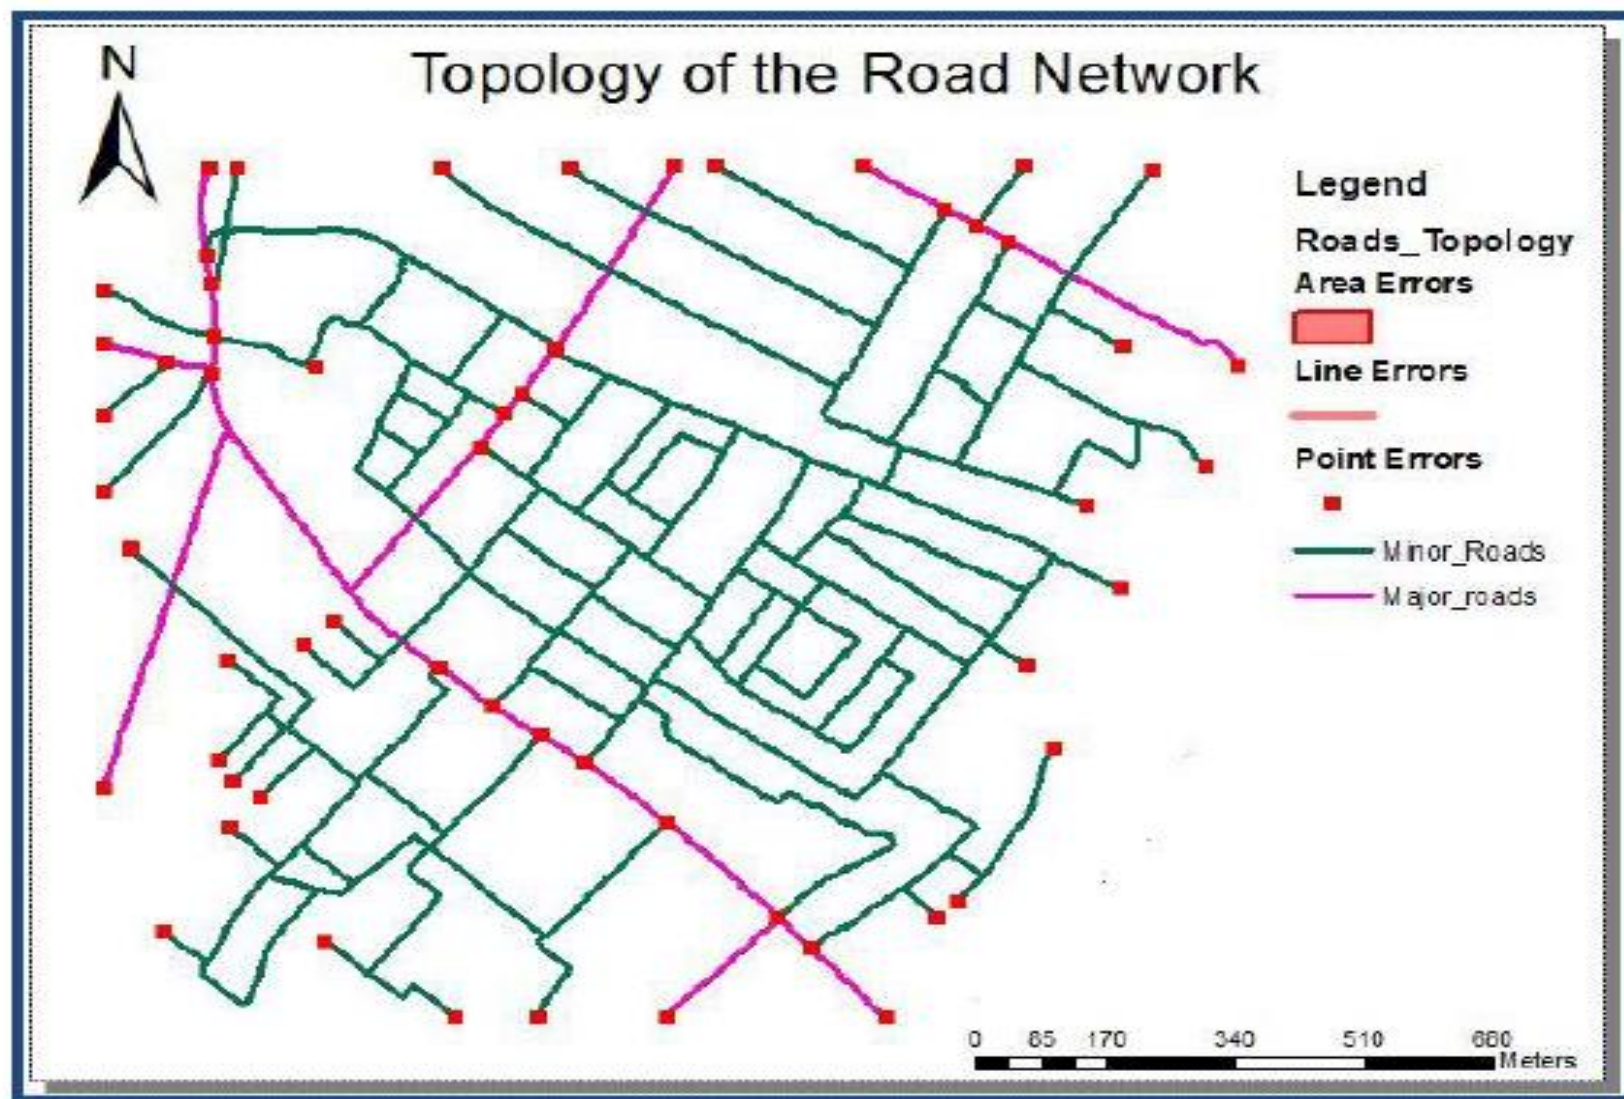 N
Topology of the Road Network
Legend
Roads_Topology
Area Errors
Line Errors
Point Errors
Minor_Roads
Major_roads
0 85 170 340 510 680
Meters